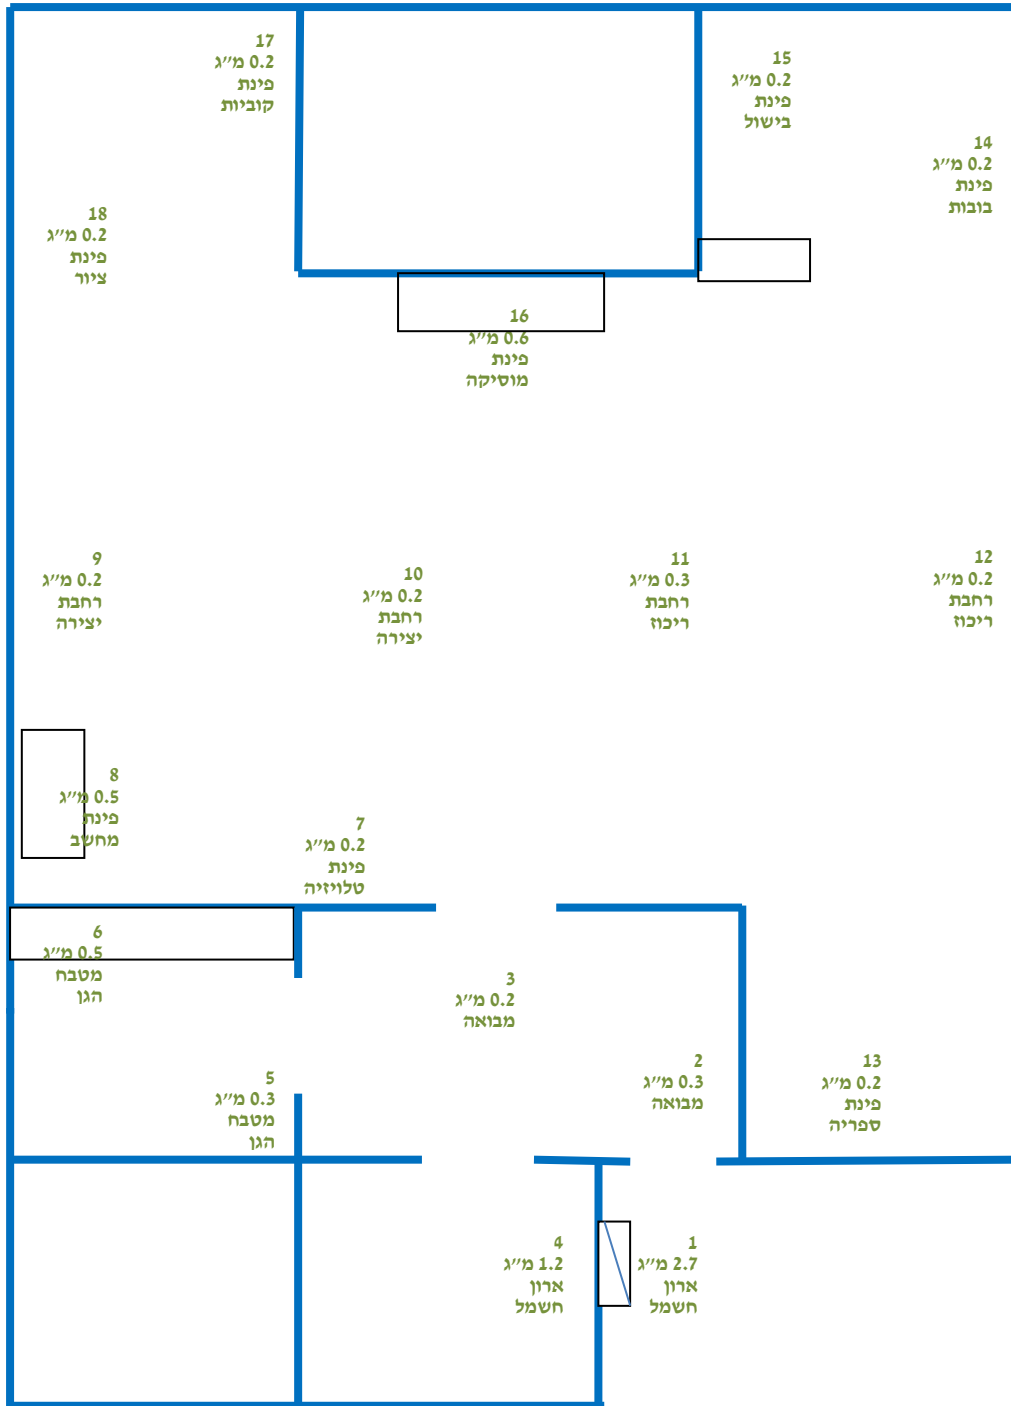 17
0.2 מ"ג
פינת
קוביות
15
0.2 מ"ג
פינת
בישול
14
0.2 מ"ג
פינת
בובות
18
0.2 מ"ג
פינת
ציור
16
0.6 מ"ג
פינת
מוסיקה
12
0.2 מ"ג
רחבת
ריכוז
11
0.3 מ"ג
רחבת
ריכוז
10
0.2 מ"ג
רחבת
יצירה
9
0.2 מ"ג
רחבת
יצירה
8
0.5 מ"ג
פינת
מחשב
7
0.2 מ"ג
פינת
טלויזיה
6
0.5 מ"ג
מטבח
הגן
3
0.2 מ"ג
מבואה
2
0.3 מ"ג
מבואה
13
0.2 מ"ג
פינת
ספריה
5
0.3 מ"ג
מטבח
הגן
1
2.7 מ"ג
ארון
חשמל
4
1.2 מ"ג
ארון
חשמל